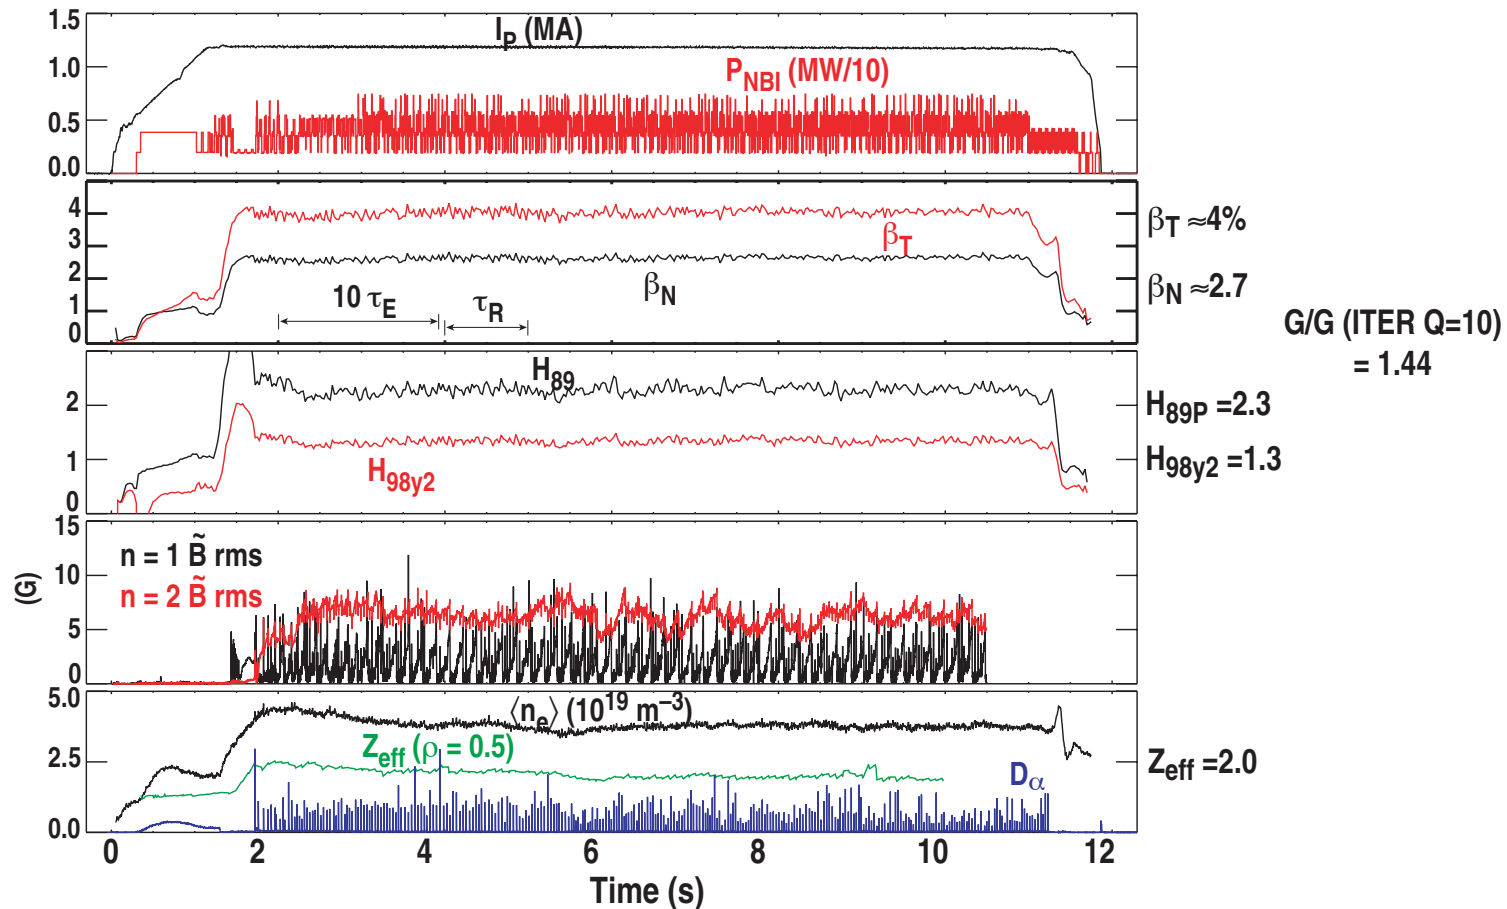 1.5
1.0
0.5
0.0
I_P (MA)
P_NBI (MW/10)
4
3
2
1
0
β_T
β_N
10 τ_E
τ_R
β_T ≈4%
β_N ≈2.7
G/G (ITER Q=10)
= 1.44
2
1
0
H_89
H_98y2
H_89P =2.3
H_98y2 =1.3
15
10
5
0
(G)
n = 1 B̃ rms
n = 2 B̃ rms
5.0
2.5
0.0
⟨n_e⟩ (10^19 m^–3)
Z_eff (ρ = 0.5)
D_α
Z_eff =2.0
0 2 4 6 8 10 12
Time (s)